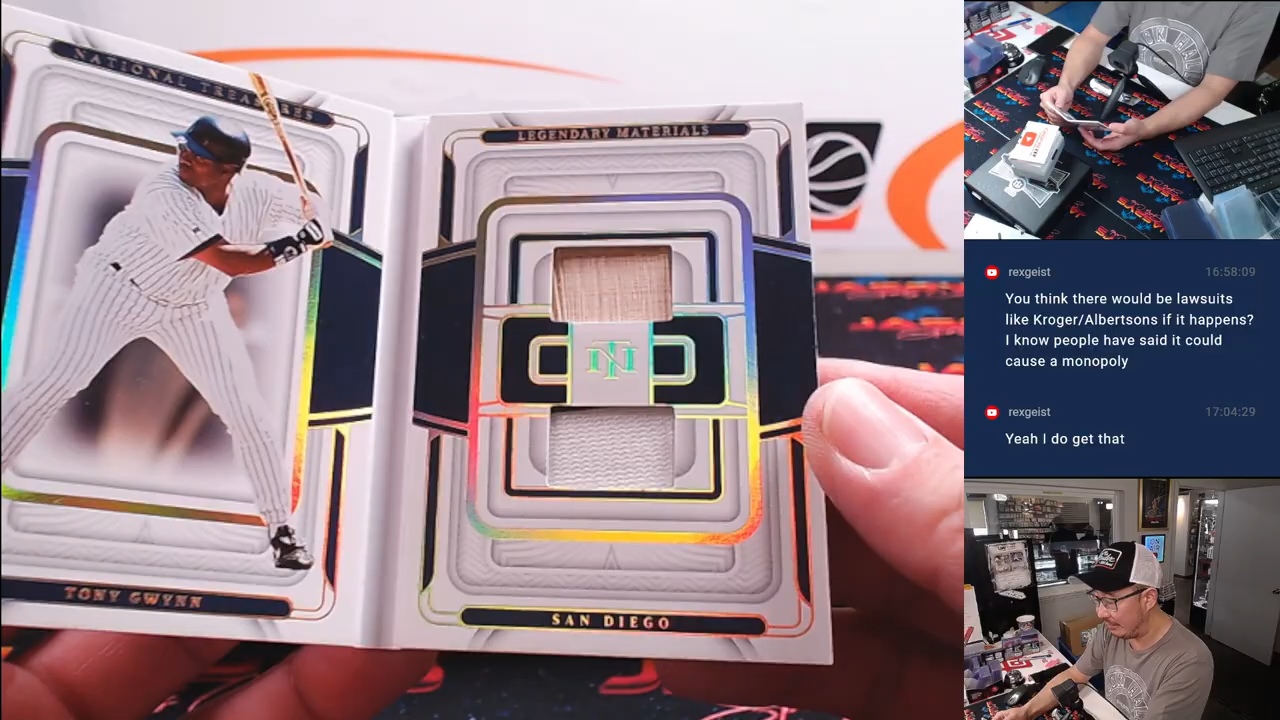 NATIONAL TREASURES
LEGENDARY MATERIALS
NT
TONY GWYNN
SAN DIEGO
rexgeist
16:58:09
You think there would be lawsuits
like Kroger/Albertsons if it happens?
I know people have said it could
cause a monopoly
rexgeist
17:04:29
Yeah I do get that